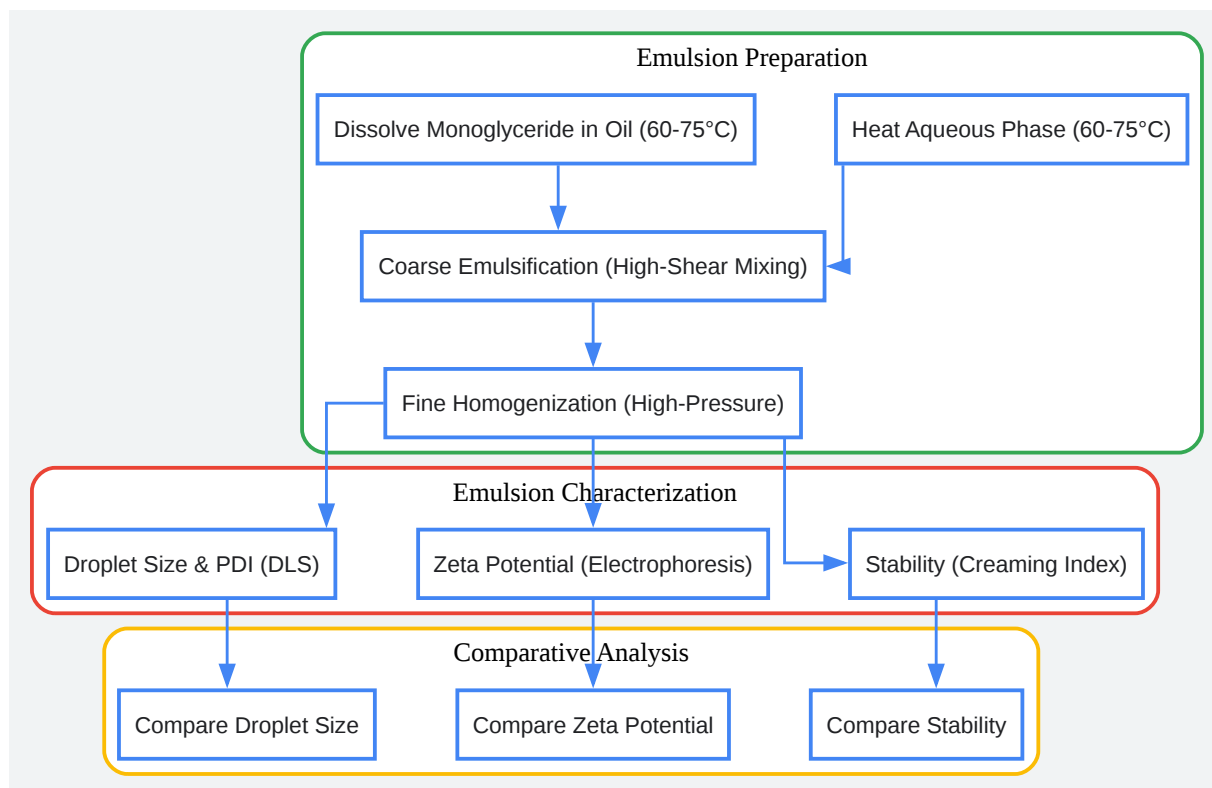 Emulsion Preparation
Dissolve Monoglyceride in Oil (60-75°C)
Heat Aqueous Phase (60-75°C)
Coarse Emulsification (High-Shear Mixing)
Fine Homogenization (High-Pressure)
Emulsion Characterization
Droplet Size & PDI (DLS)
Zeta Potential (Electrophoresis)
Stability (Creaming Index)
Comparative Analysis
Compare Droplet Size
Compare Zeta Potential
Compare Stability